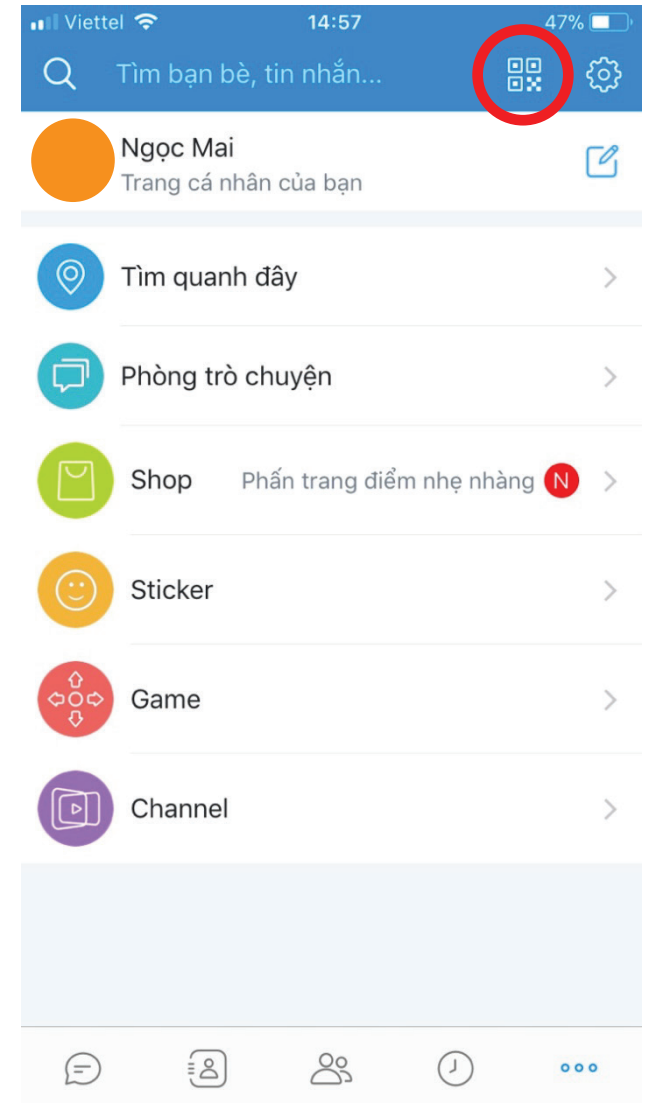 Viettel 14:57 47%
Tìm bạn bè, tin nhắn...
Ngọc Mai
Trang cá nhân của bạn
Tìm quanh đây
Phòng trò chuyện
Shop Phấn trang điểm nhẹ nhàng N
Sticker
Game
Channel